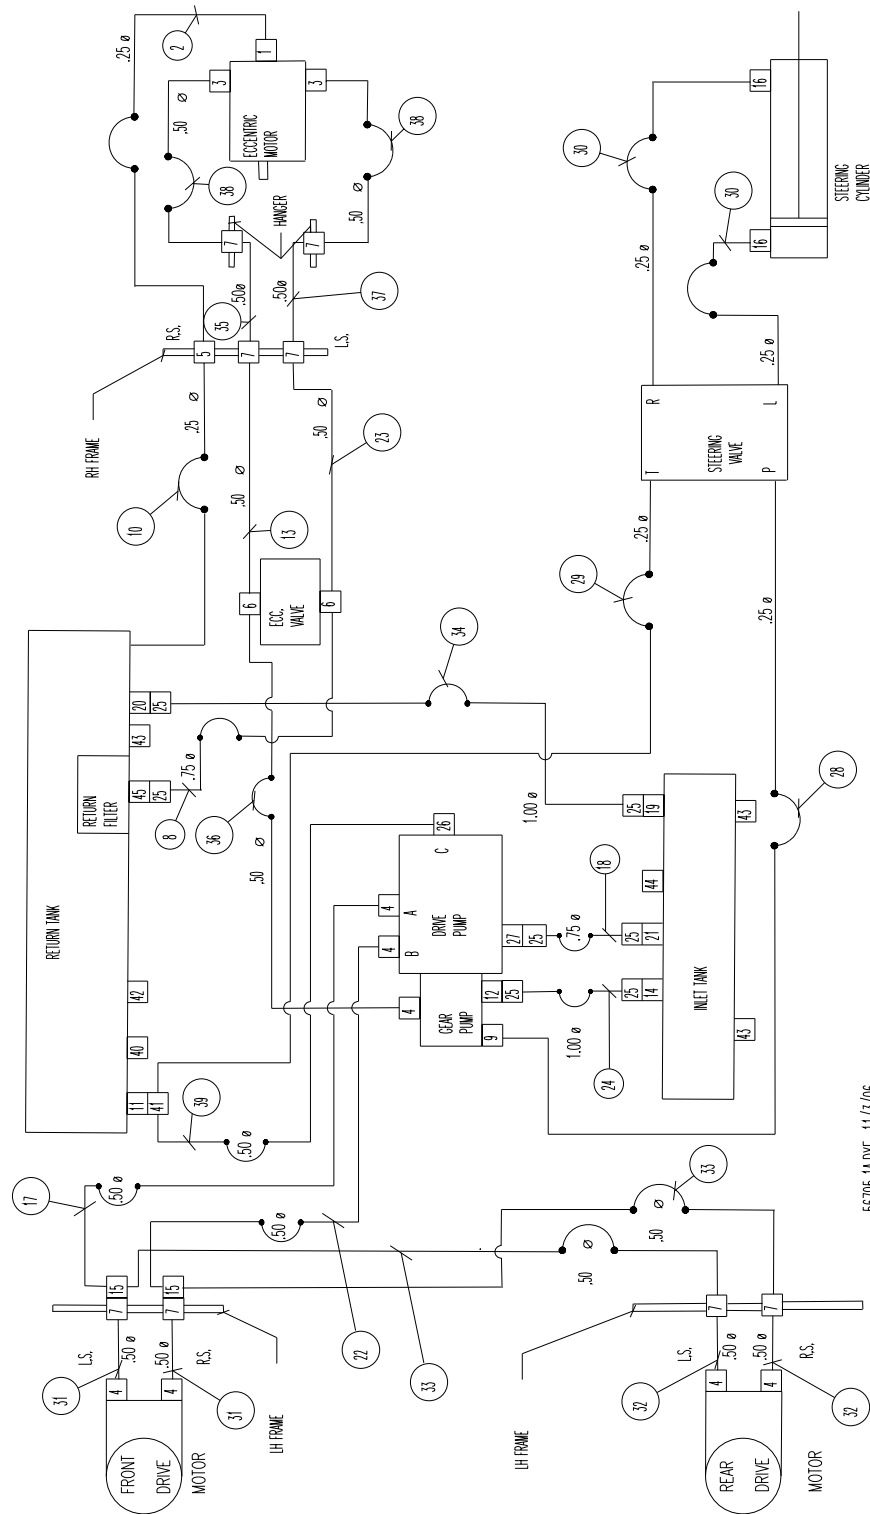 FRONT
DRIVE
MOTOR
4
4
31
31
.50 ø
.50 ø
L.S.
R.S.
7
7
15
15
LH FRAME
17
.50 ø
22
.50 ø
33
39
.50 ø
RETURN TANK
11
41
40
42
RETURN
FILTER
45
25
43
20
25
8
.75 ø
36
.50 ø
10
.25 ø
RH FRAME
13
.50 ø
6
ECC.
VALVE
6
23
.50 ø
R.S.
5
7
7
L.S.
35
.50ø
.50ø
37
7
7
HANGER
38
.50 ø
.50 ø
38
.25 ø
2
1
3
3
ECCENTRIC
MOTOR
REAR
DRIVE
MOTOR
4
4
32
32
.50 ø
.50 ø
L.S.
R.S.
7
7
LH FRAME
.50 ø
.50 ø
33
GEAR
PUMP
4
9
12
25
DRIVE
PUMP
B
A
C
4
4
26
27
25
1.00 ø
24
.75 ø
18
34
1.00 ø
INLET TANK
25
14
25
21
44
25
19
43
43
28
29
.25 ø
.25 ø
STEERING
VALVE
T
R
P
L
.25 ø
.25 ø
30
30
16
16
STEERING
CYLINDER